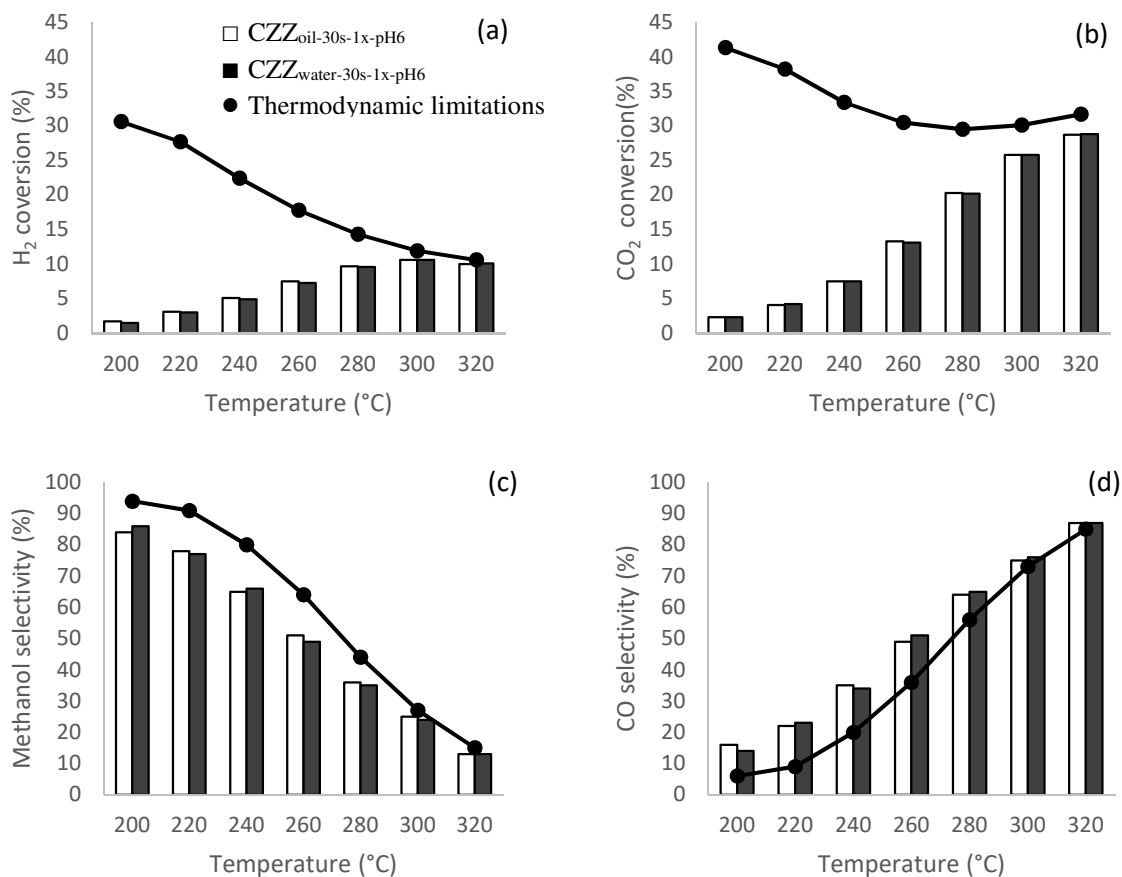 (a)
CZZoil-30s-1x-pH6
CZZwater-30s-1x-pH6
Thermodynamic limitations
45
40
35
30
25
20
15
10
5
0
H2 coversion (%)
200 220 240 260 280 300 320
Temperature (°C)
(b)
45
40
35
30
25
20
15
10
5
0
CO2 conversion(%)
200 220 240 260 280 300 320
Temperature (°C)
(c)
100
90
80
70
60
50
40
30
20
10
0
Methanol selectivity (%)
200 220 240 260 280 300 320
Temperature (°C)
(d)
100
90
80
70
60
50
40
30
20
10
0
CO selectivity (%)
200 220 240 260 280 300 320
Temperature (°C)